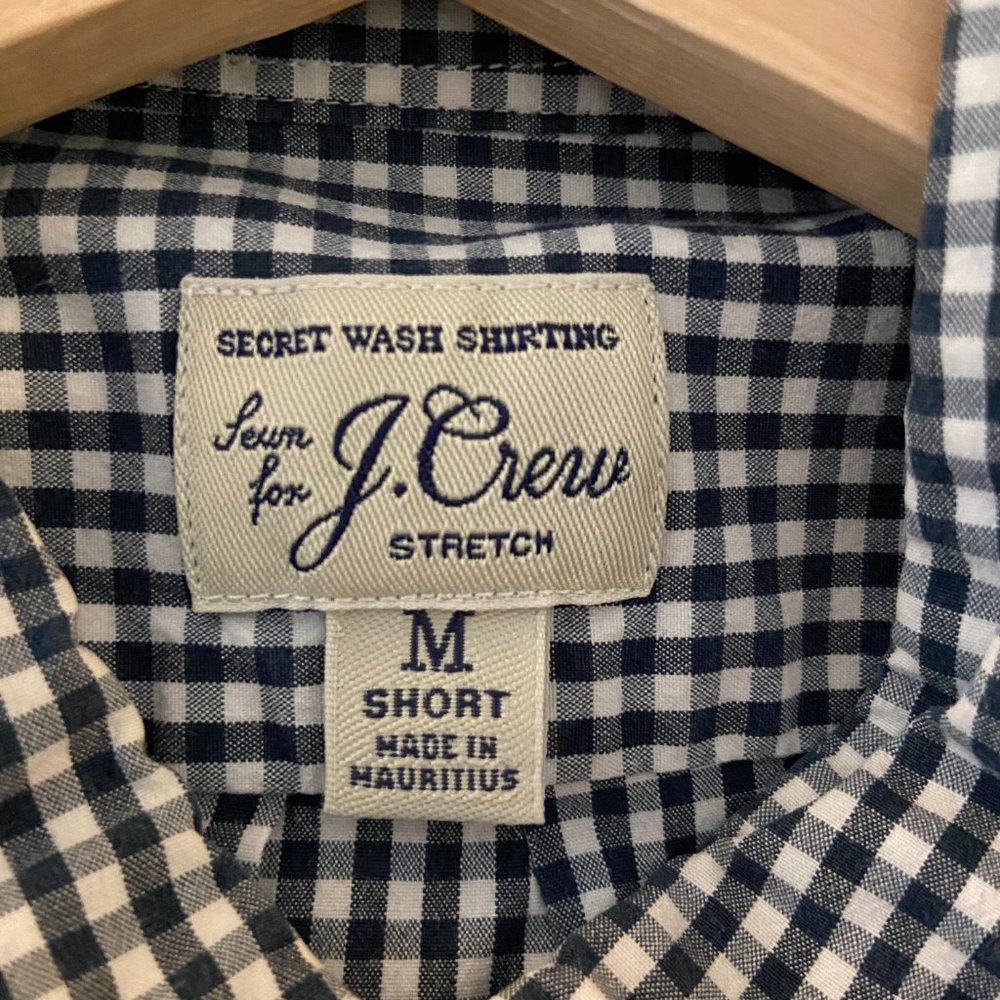 SECRET WASH SHIRTING
Sewn for J.Crew
STRETCH
M
SHORT
MADE IN
MAURITIUS